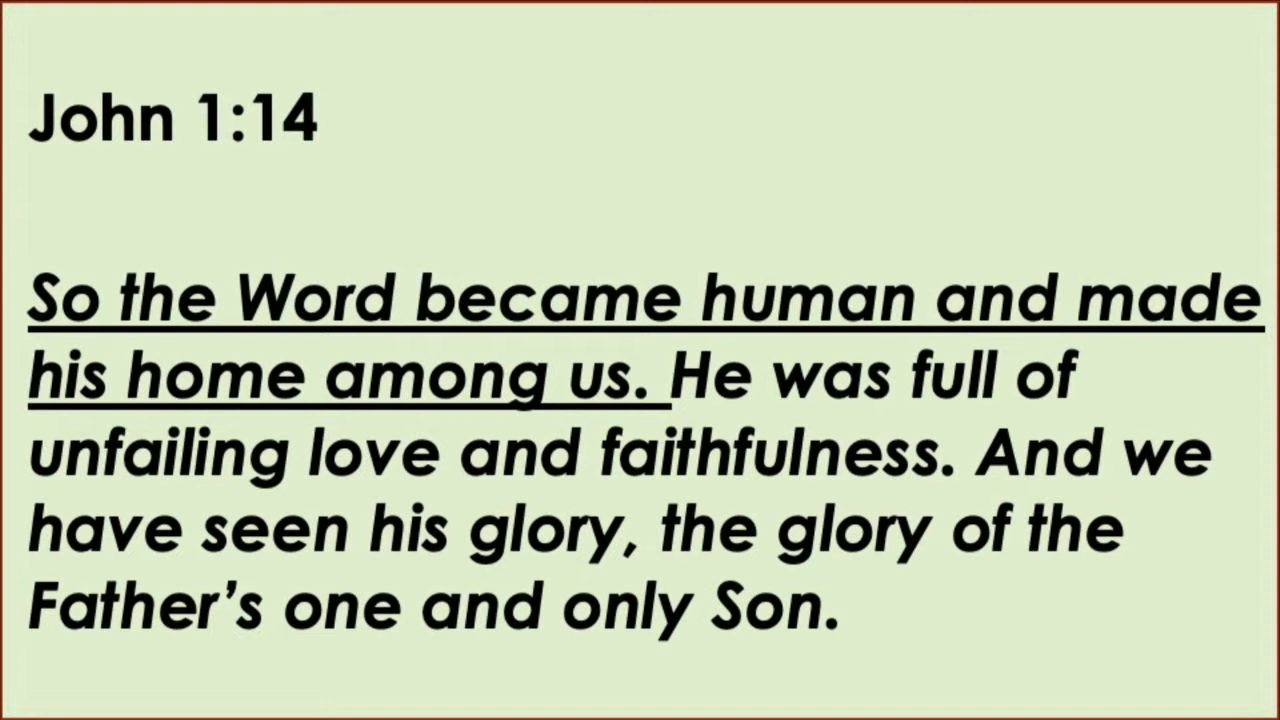 John 1:14
So the Word became human and made
his home among us. He was full of
unfailing love and faithfulness. And we
have seen his glory, the glory of the
Father’s one and only Son.